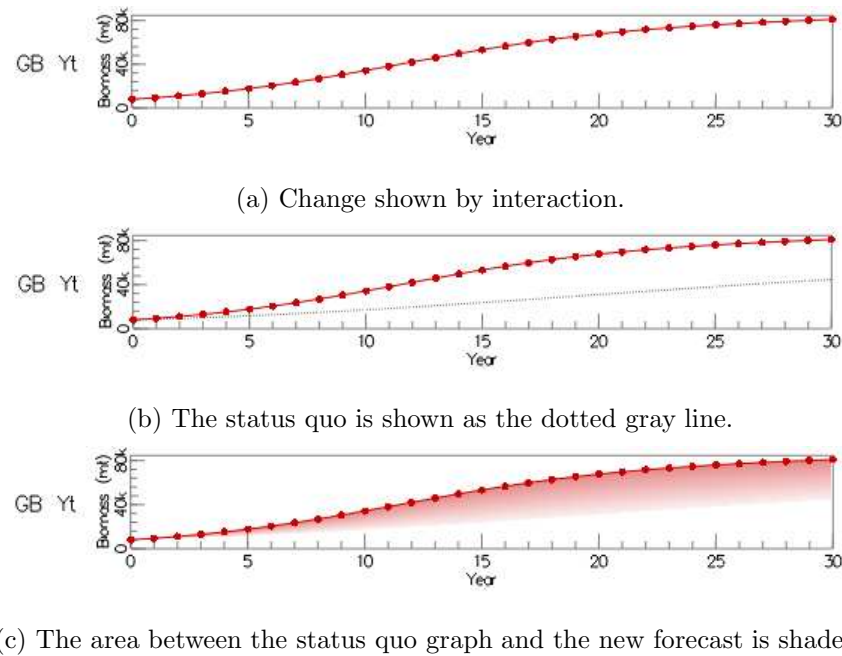 80k
40k
0
Biomass (mt)
GB Yt
0 5 10 15 20 25 30
Year
(a) Change shown by interaction.
80k
40k
0
Biomass (mt)
GB Yt
0 5 10 15 20 25 30
Year
(b) The status quo is shown as the dotted gray line.
80k
40k
0
Biomass (mt)
GB Yt
0 5 10 15 20 25 30
Year
(c) The area between the status quo graph and the new forecast is shade